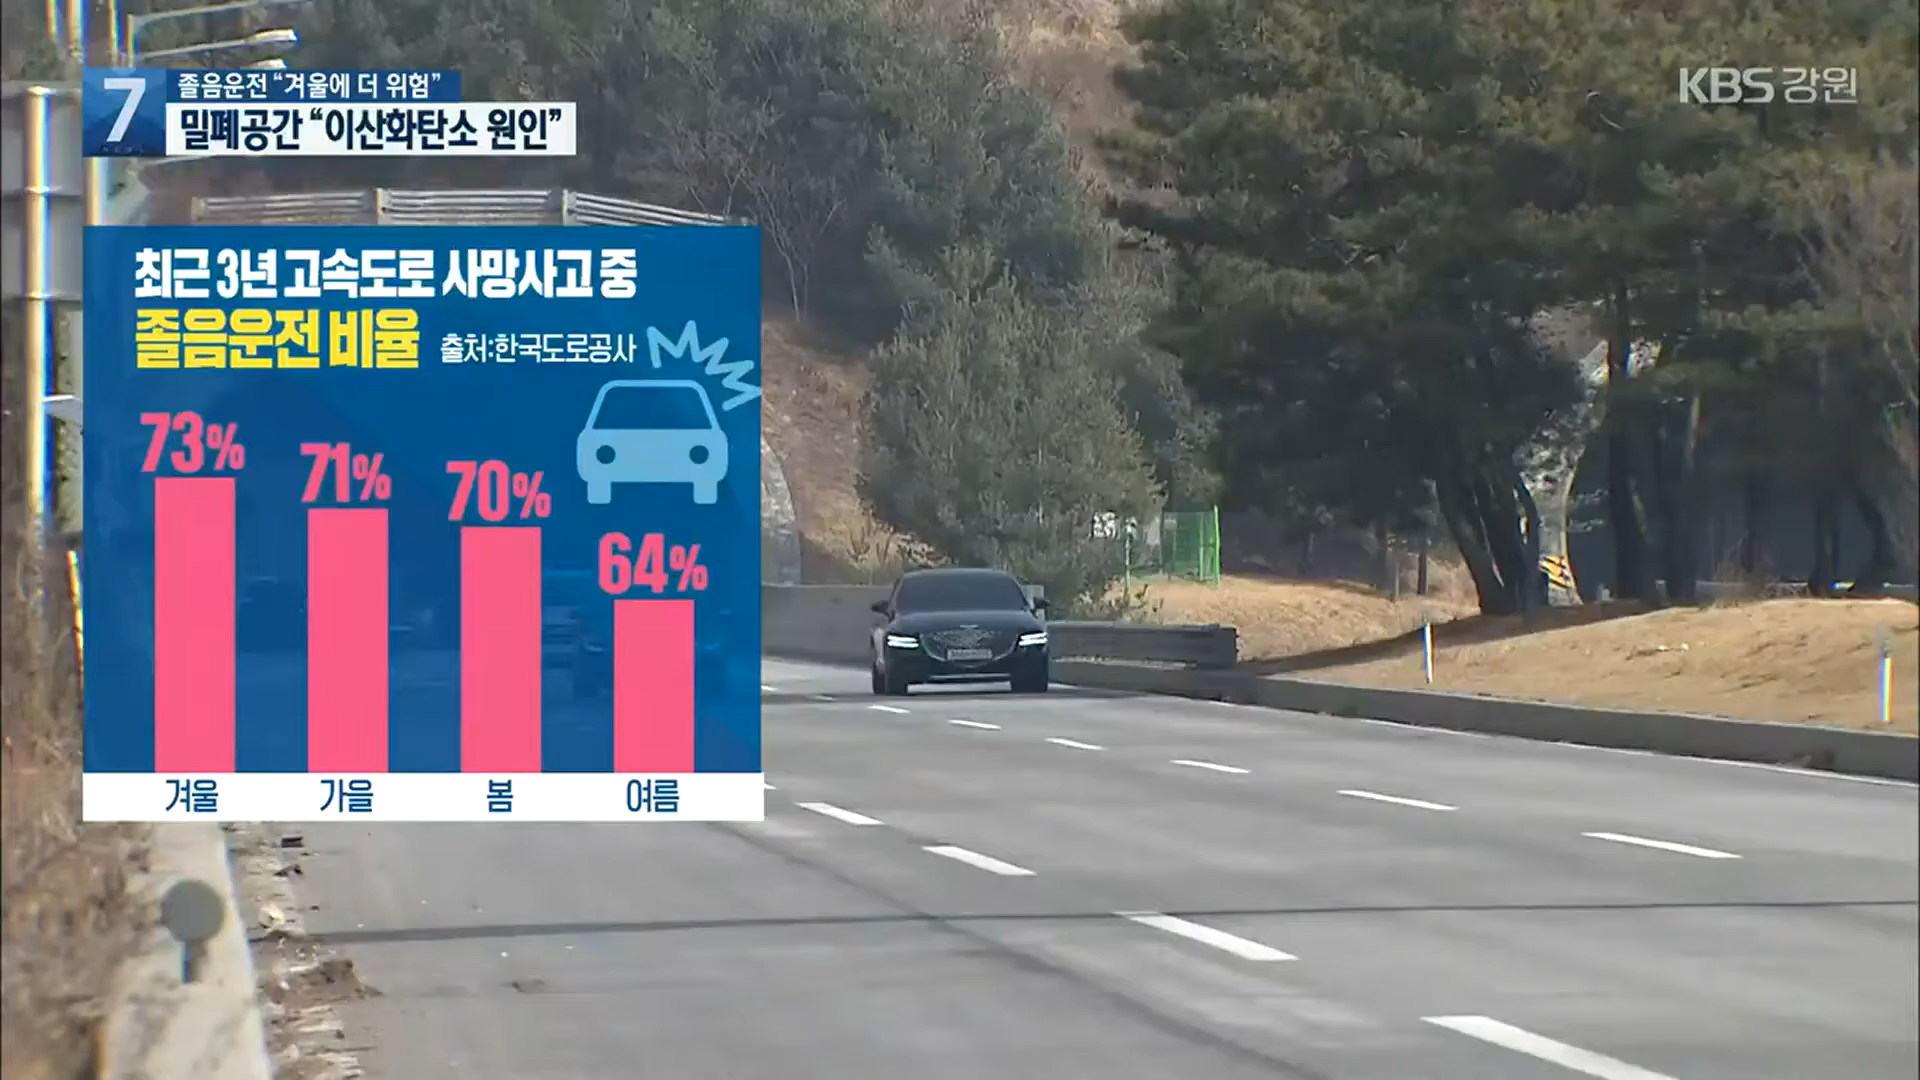 7
졸음운전 “겨울에 더 위험”
밀폐공간 “이산화탄소 원인”
KBS 강원
최근 3년 고속도로 사망사고 중
졸음운전 비율 출처:한국도로공사
73% 71% 70% 64%
겨울 가을 봄 여름